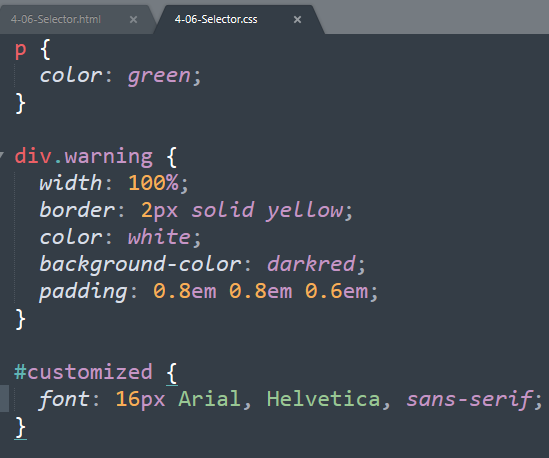 4-06-Selector.html × 4-06-Selector.css ×
p {
  color: green;
}
div.warning {
  width: 100%;
  border: 2px solid yellow;
  color: white;
  background-color: darkred;
  padding: 0.8em 0.8em 0.6em;
}
#customized {
  font: 16px Arial, Helvetica, sans-serif;
}